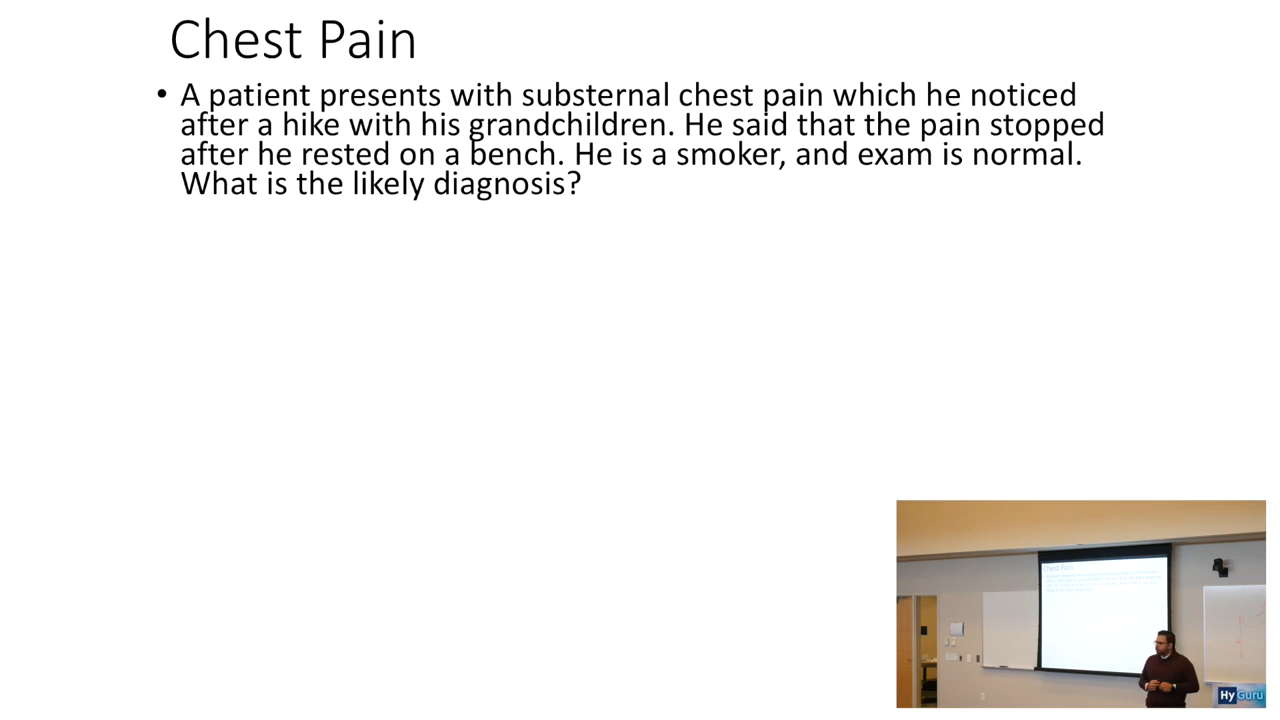 Chest Pain
• A patient presents with substernal chest pain which he noticed
after a hike with his grandchildren. He said that the pain stopped
after he rested on a bench. He is a smoker, and exam is normal.
What is the likely diagnosis?
Chest Pain
Hy Guru